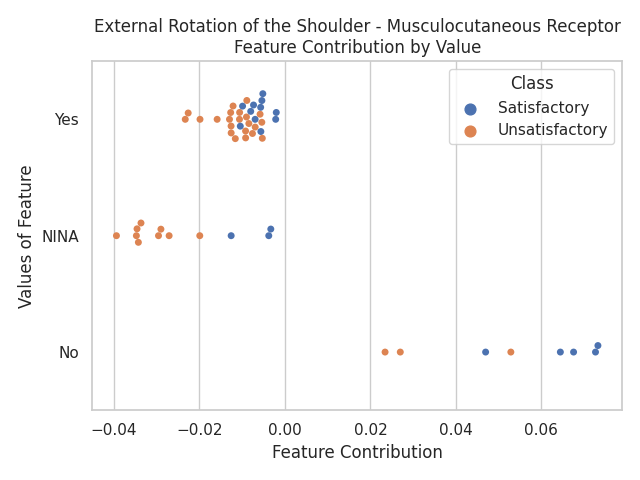 External Rotation of the Shoulder - Musculocutaneous Receptor
Feature Contribution by Value
Class
Satisfactory
Unsatisfactory
Values of Feature
Yes
NINA
No
−0.04
−0.02
0.00
0.02
0.04
0.06
Feature Contribution